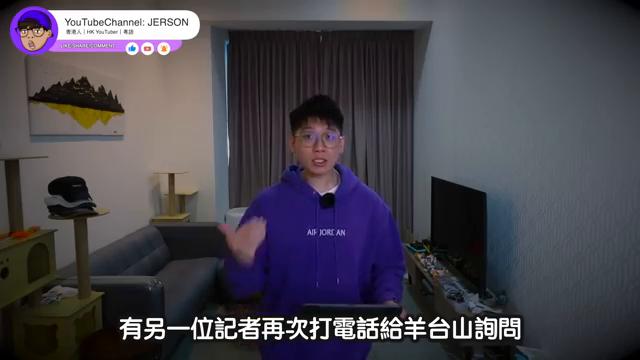 YouTubeChannel: JERSON
香港人｜HK YouTuber｜粵語
LIKE/SHARE/COMMENT
AIR JORDAN
有另一位記者再次打電話給羊台山詢問